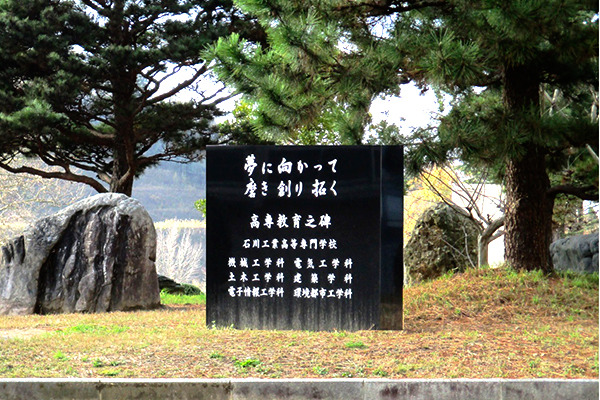 夢に向かって
磨き 創り 拓く
高専教育之碑
石川工業高等専門学校
機械工学科 電気工学科
土木工学科 建築学科
電子情報工学科 環境都市工学科